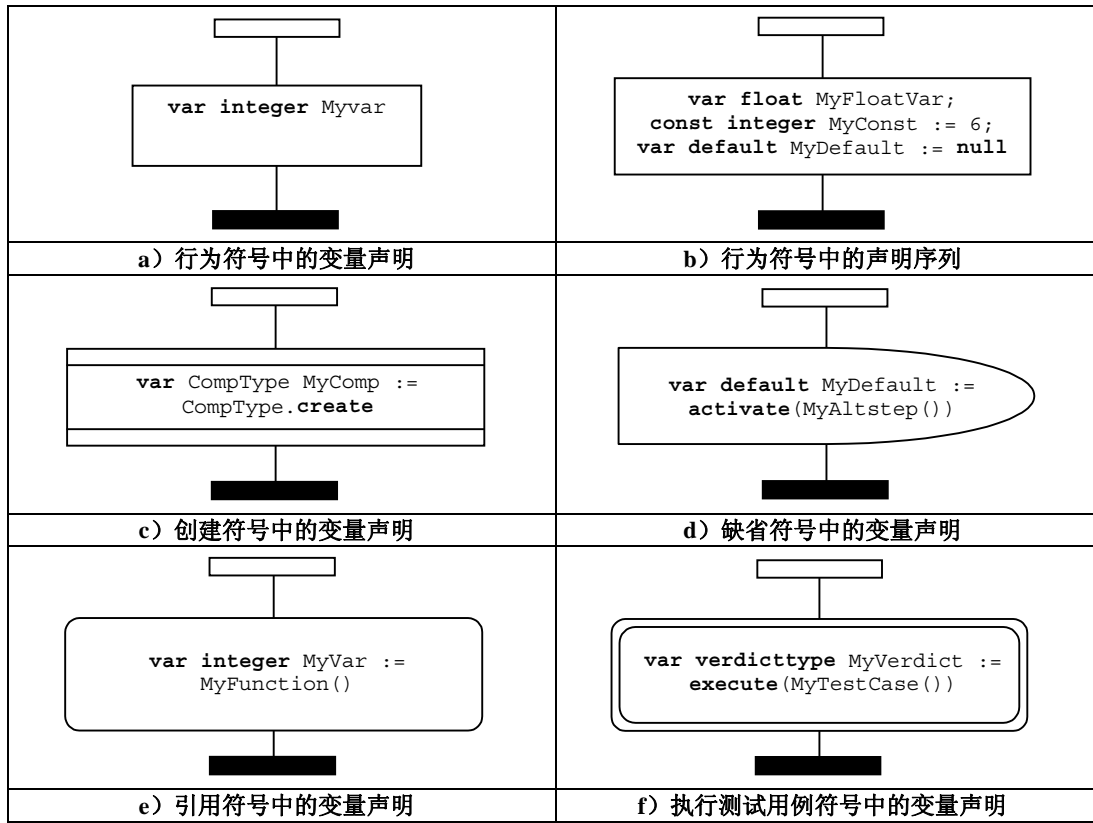 var integer Myvar
var float MyFloatVar;
const integer MyConst := 6;
var default MyDefault := null
a）行为符号中的变量声明
b）行为符号中的声明序列
var CompType MyComp :=
CompType.create
var default MyDefault :=
activate(MyAltstep())
c）创建符号中的变量声明
d）缺省符号中的变量声明
var integer MyVar :=
MyFunction()
var verdicttype MyVerdict :=
execute(MyTestCase())
e）引用符号中的变量声明
f）执行测试用例符号中的变量声明